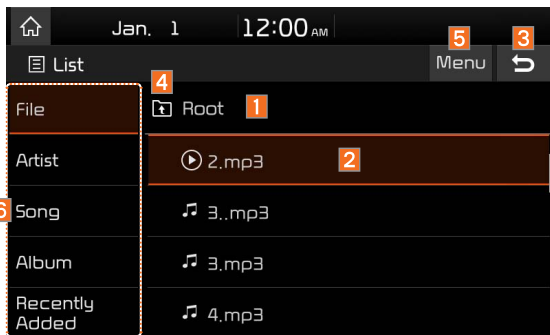 Jan. 1 12:00 AM
5 3
List Menu
4
File Root 1
Artist 2.mp3 2
6 Song 3..mp3
Album 3.mp3
Recently
Added 4.mp3